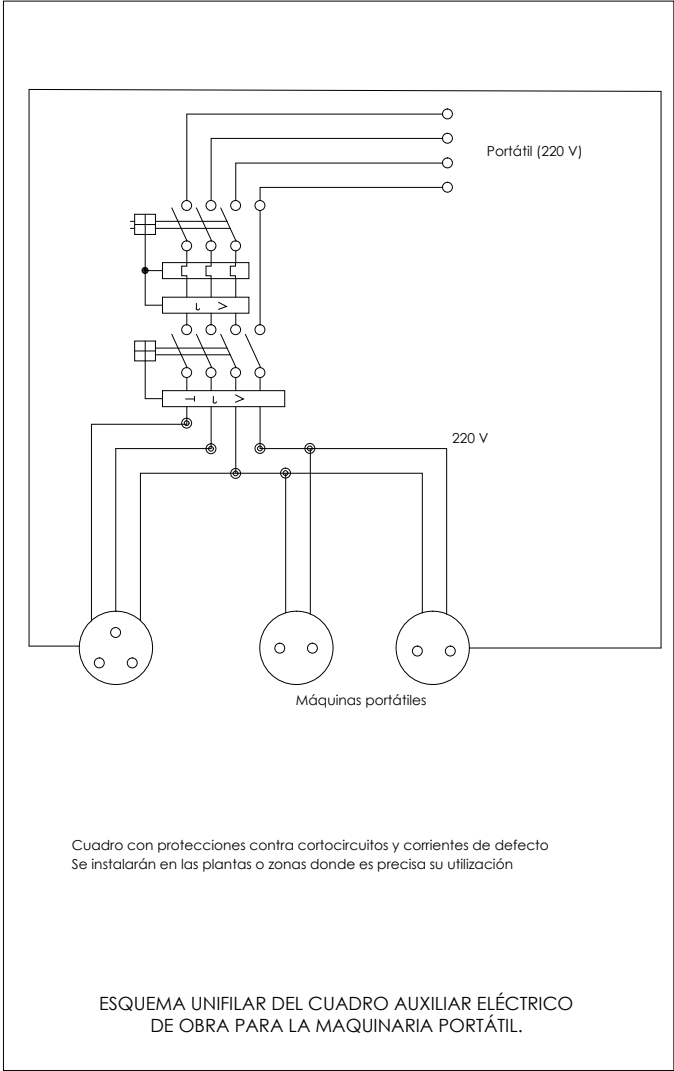 Portátil (220 V)
220 V
Máquinas portátiles
Cuadro con protecciones contra cortocircuitos y corrientes de defecto
Se instalarán en las plantas o zonas donde es precisa su utilización
ESQUEMA UNIFILAR DEL CUADRO AUXILIAR ELÉCTRICO
DE OBRA PARA LA MAQUINARIA PORTÁTIL.